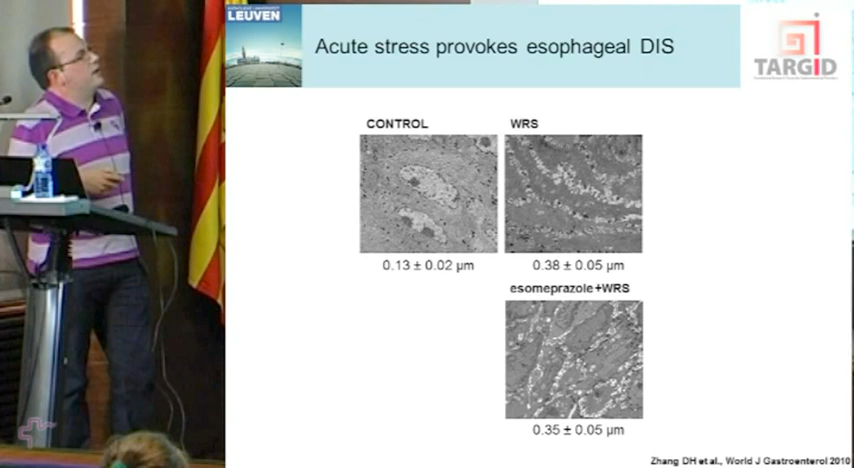 LEUVEN
Acute stress provokes esophageal DIS
TARGID
CONTROL
WRS
0.13 ± 0.02 µm
0.38 ± 0.05 µm
esomeprazole+WRS
0.35 ± 0.05 µm
Zhang DH et al., World J Gastroenterol 2010